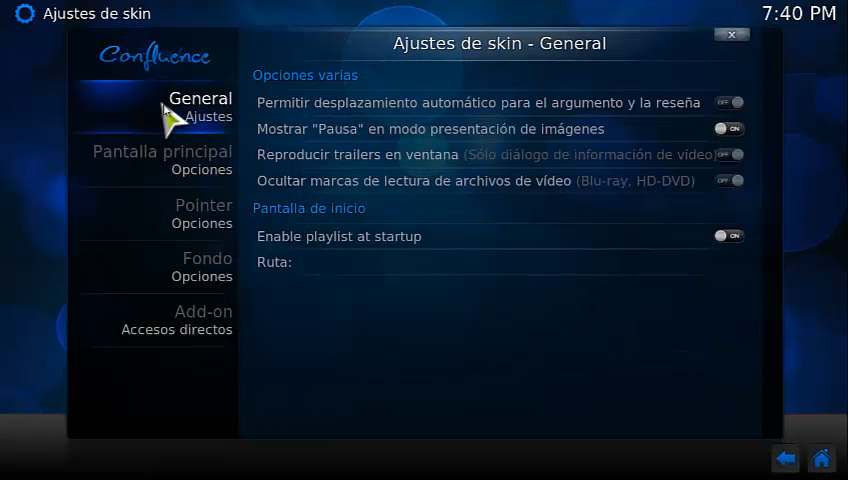 Ajustes de skin
7:40 PM
Confluence
General
Ajustes
Pantalla principal
Opciones
Pointer
Opciones
Fondo
Opciones
Add-on
Accesos directos
Ajustes de skin - General
Opciones varias
Permitir desplazamiento automático para el argumento y la reseña OFF
Mostrar "Pausa" en modo presentación de imágenes ON
Reproducir trailers en ventana (Sólo diálogo de información de vídeo) OFF
Ocultar marcas de lectura de archivos de vídeo (Blu-ray, HD-DVD) OFF
Pantalla de inicio
Enable playlist at startup ON
Ruta: